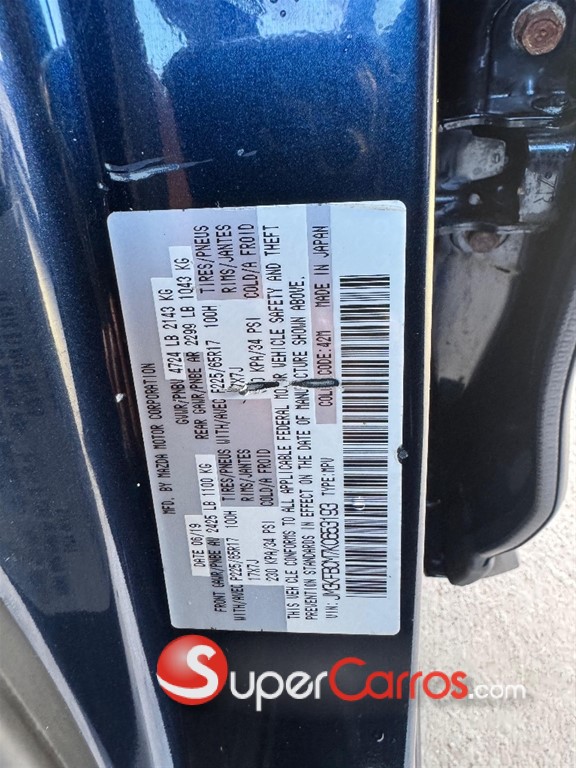 MFD. BY MAZDA MOTOR CORPORATION
DATE 06/19 GVWR/PNBV 4724 LB 2143 KG
FRONT GAWR/PNBE AV 2425 LB 1100 KG REAR GAWR/PNBE AR 2299 LB 1043 KG
WITH/AVEC P225/65R17 100H TIRES/PNEUS WITH/AVEC P225/65R17 100H TIRES/PNEUS
17X7J RIMS/JANTES 17X7J RIMS/JANTES
230 KPA/34 PSI COLD/A FROID KPA/34 PSI COLD/A FROID
THIS VEHICLE CONFORMS TO ALL APPLICABLE FEDERAL MOTOR VEHICLE SAFETY AND THEFT
PREVENTION STANDARDS IN EFFECT ON THE DATE OF MANUFACTURE SHOWN ABOVE.
VIN: TYPE:MPV CODE:42M MADE IN JAPAN
SuperCarros.com